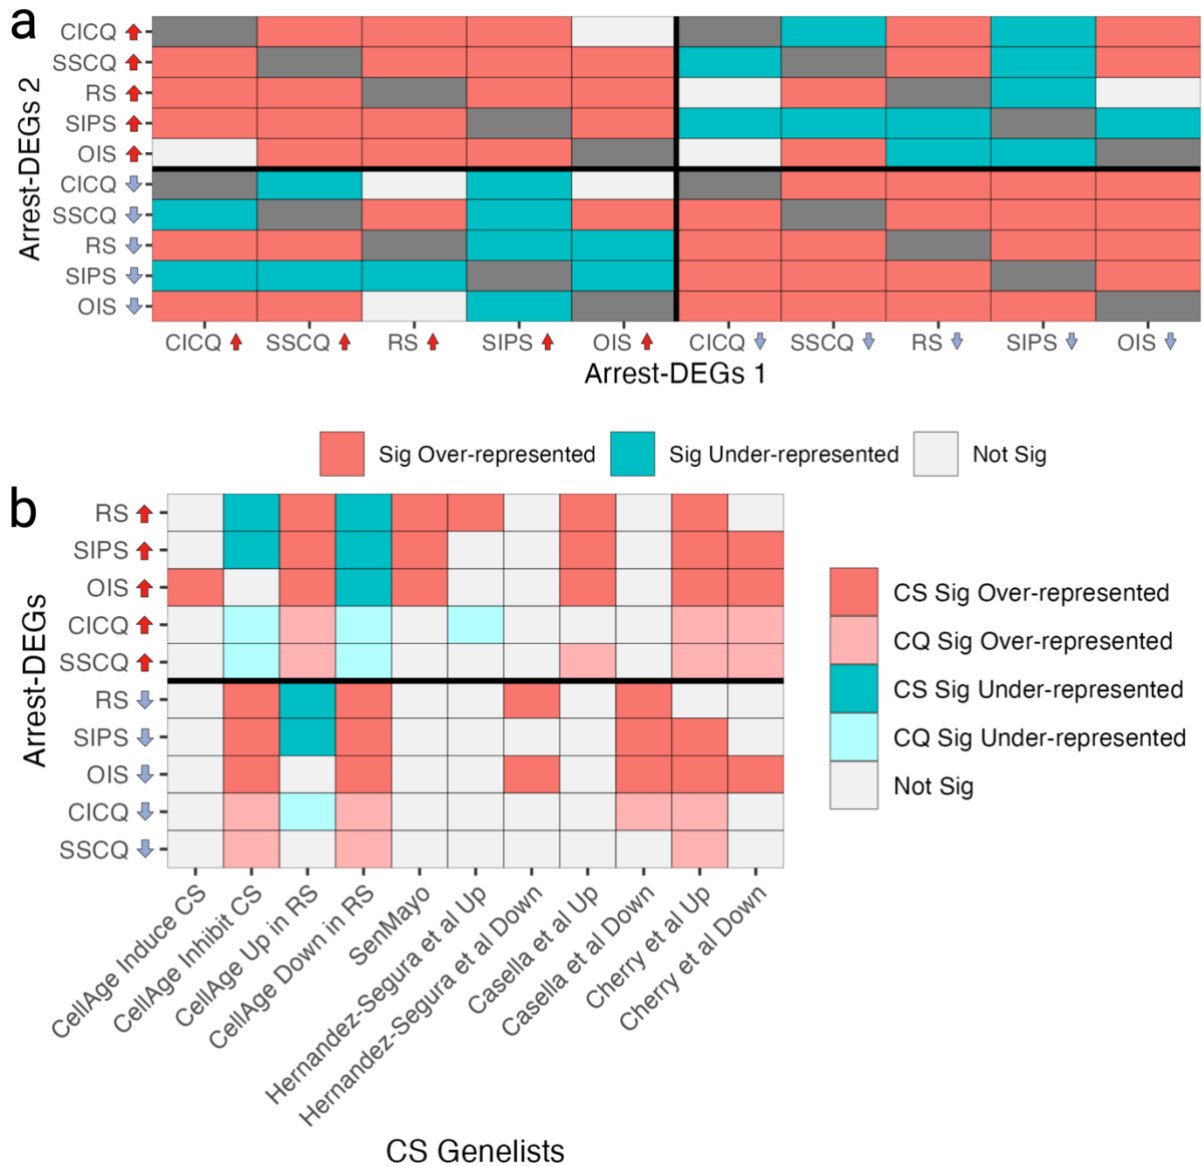 a
Arrest-DEGs 2
CICQ
SSCQ
RS
SIPS
OIS
CICQ
SSCQ
RS
SIPS
OIS
CICQ SSCQ RS SIPS OIS CICQ SSCQ RS SIPS OIS
Arrest-DEGs 1
Sig Over-represented Sig Under-represented Not Sig
b
Arrest-DEGs
RS
SIPS
OIS
CICQ
SSCQ
RS
SIPS
OIS
CICQ
SSCQ
CS Sig Over-represented
CQ Sig Over-represented
CS Sig Under-represented
CQ Sig Under-represented
Not Sig
CellAge Induce CS
CellAge Inhibit CS
CellAge Up in RS
CellAge Down in RS
SenMayo
Hernandez-Segura et al Up
Hernandez-Segura et al Down
Casella et al Up
Casella et al Down
Cherry et al Up
Cherry et al Down
CS Genelists